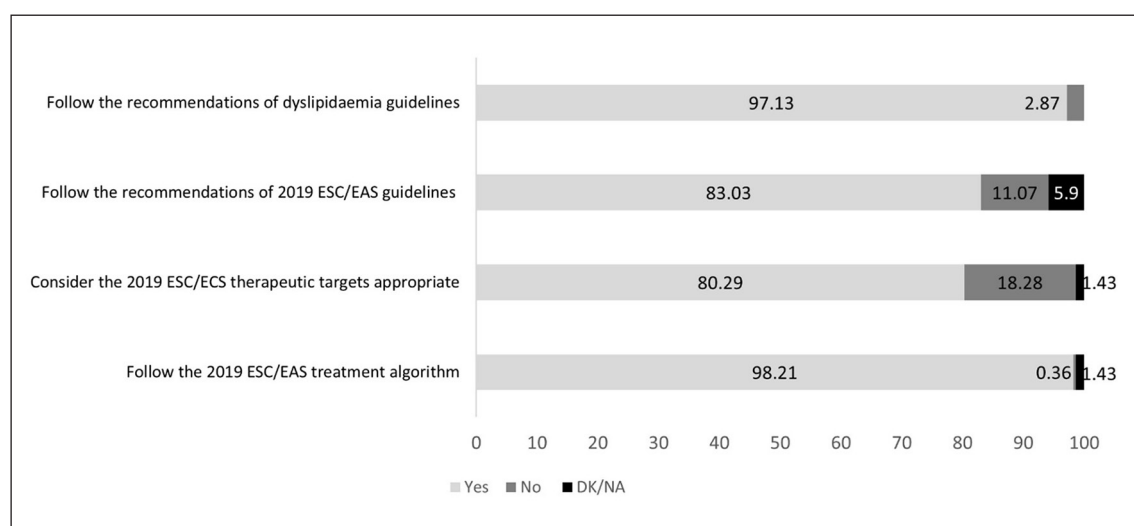 Follow the recommendations of dyslipidaemia guidelines 97.13 2.87
Follow the recommendations of 2019 ESC/EAS guidelines 83.03 11.07 5.9
Consider the 2019 ESC/ECS therapeutic targets appropriate 80.29 18.28 1.43
Follow the 2019 ESC/EAS treatment algorithm 98.21 0.36 1.43
0 10 20 30 40 50 60 70 80 90 100
Yes No DK/NA